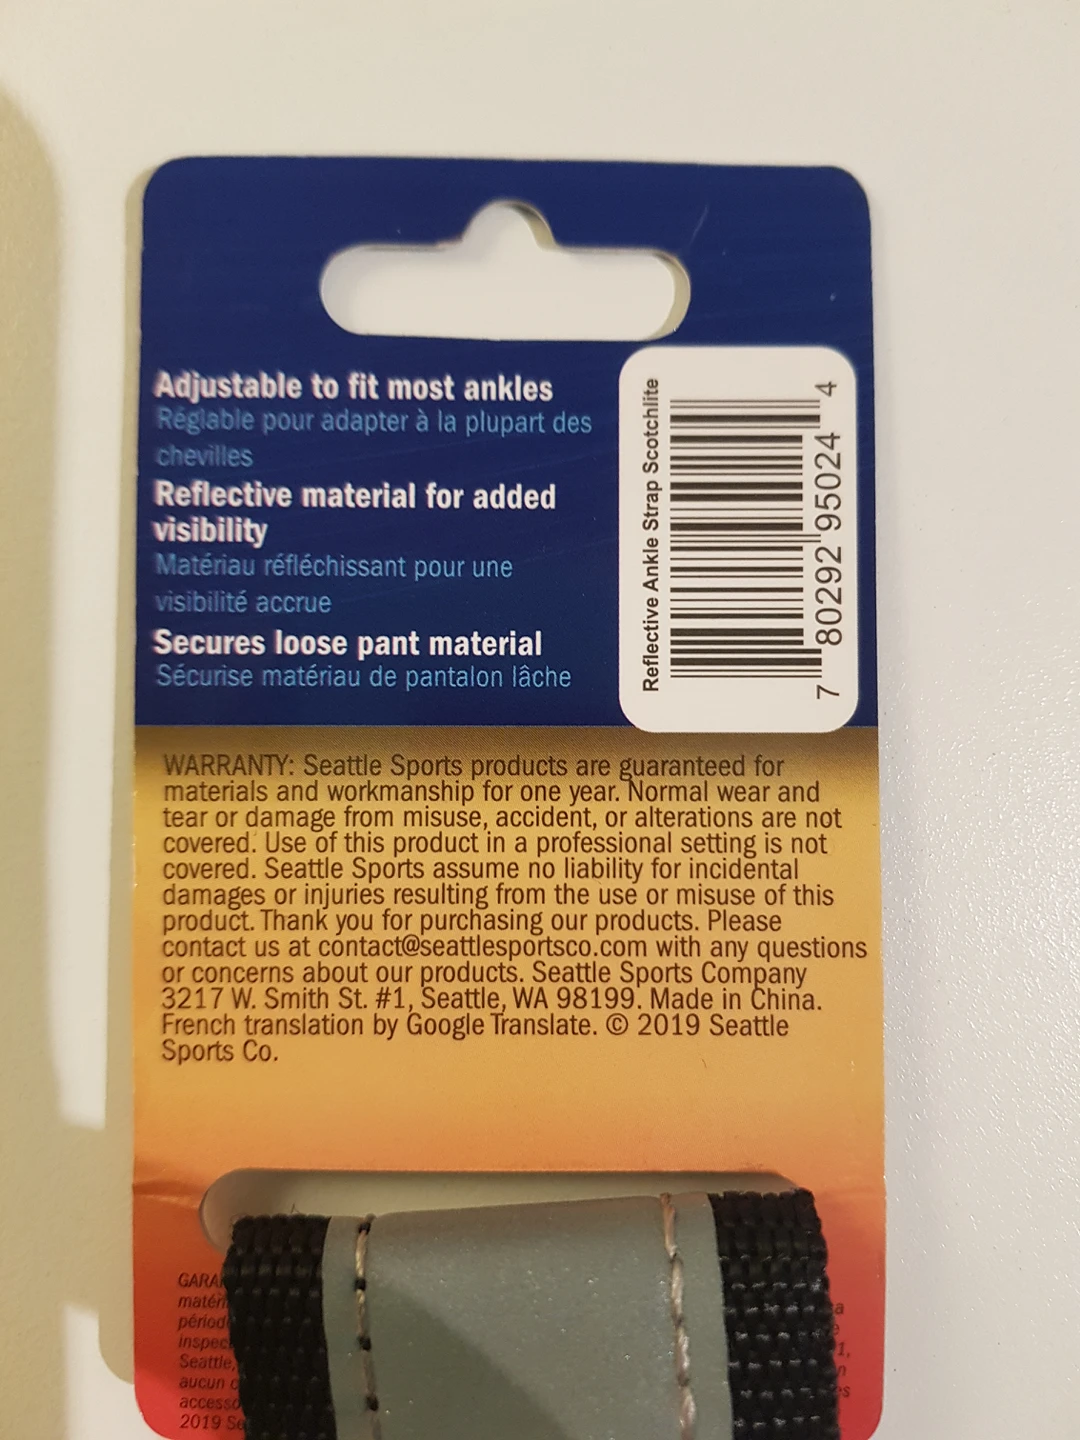 Adjustable to fit most ankles
Réglable pour adapter à la plupart des
chevilles
Reflective material for added
visibility
Matériau réfléchissant pour une
visibilité accrue
Secures loose pant material
Sécurise matériau de pantalon lâche
Reflective Ankle Strap Scotchlite
7 80292 95024 4
WARRANTY: Seattle Sports products are guaranteed for
materials and workmanship for one year. Normal wear and
tear or damage from misuse, accident, or alterations are not
covered. Use of this product in a professional setting is not
covered. Seattle Sports assume no liability for incidental
damages or injuries resulting from the use or misuse of this
product. Thank you for purchasing our products. Please
contact us at contact@seattlesportsco.com with any questions
or concerns about our products. Seattle Sports Company
3217 W. Smith St. #1, Seattle, WA 98199. Made in China.
French translation by Google Translate. © 2019 Seattle
Sports Co.
Seattle,
aucun
2019